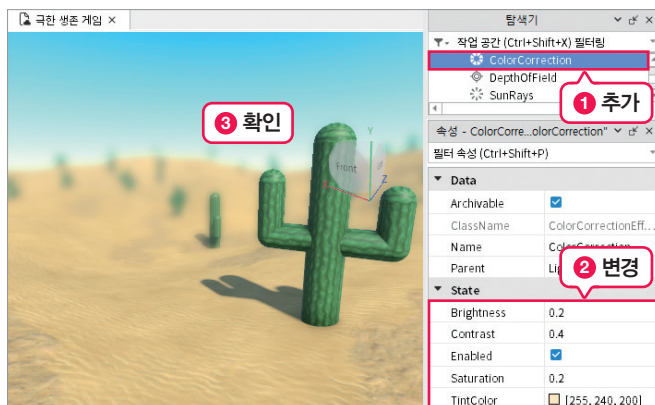 극한 생존 게임 ×
탐색기
작업 공간 (Ctrl+Shift+X) 필터링
ColorCorrection
DepthOfField
SunRays
1 추가
3 확인
Y
Front
Z
속성 - ColorCorre...olorCorrection"
필터 속성 (Ctrl+Shift+P)
Data
Archivable
ClassName ColorCorrectionEff...
Name ColorCorrection
Parent
2 변경
State
Brightness 0.2
Contrast 0.4
Enabled
Saturation 0.2
TintColor [255, 240, 200]